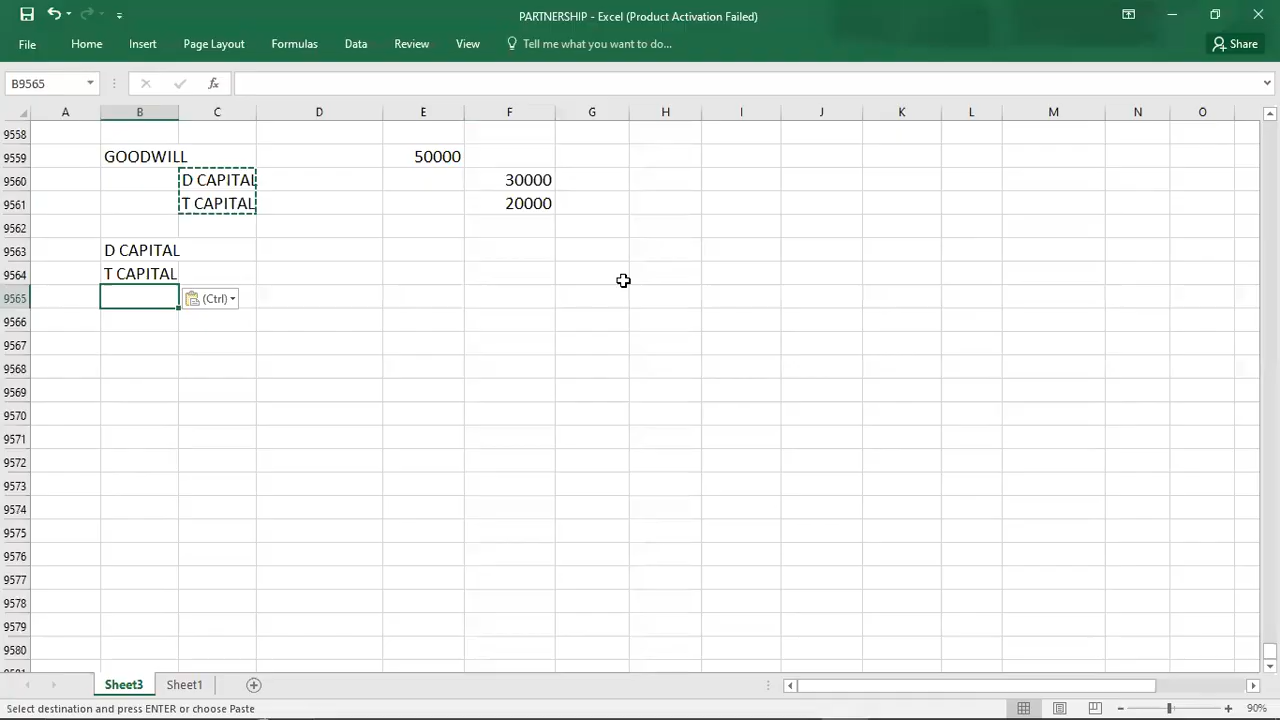 PARTNERSHIP - Excel (Product Activation Failed)
File Home Insert Page Layout Formulas Data Review View Tell me what you want to do... Share
B9565 fx
A B C D E F G H I J K L M N O
9558
9559 GOODWILL 50000
9560 D CAPITAL 30000
9561 T CAPITAL 20000
9562
9563 D CAPITAL
9564 T CAPITAL
9565 (Ctrl)
9566
9567
9568
9569
9570
9571
9572
9573
9574
9575
9576
9577
9578
9579
9580
9581
Sheet3 Sheet1
Select destination and press ENTER or choose Paste 90%